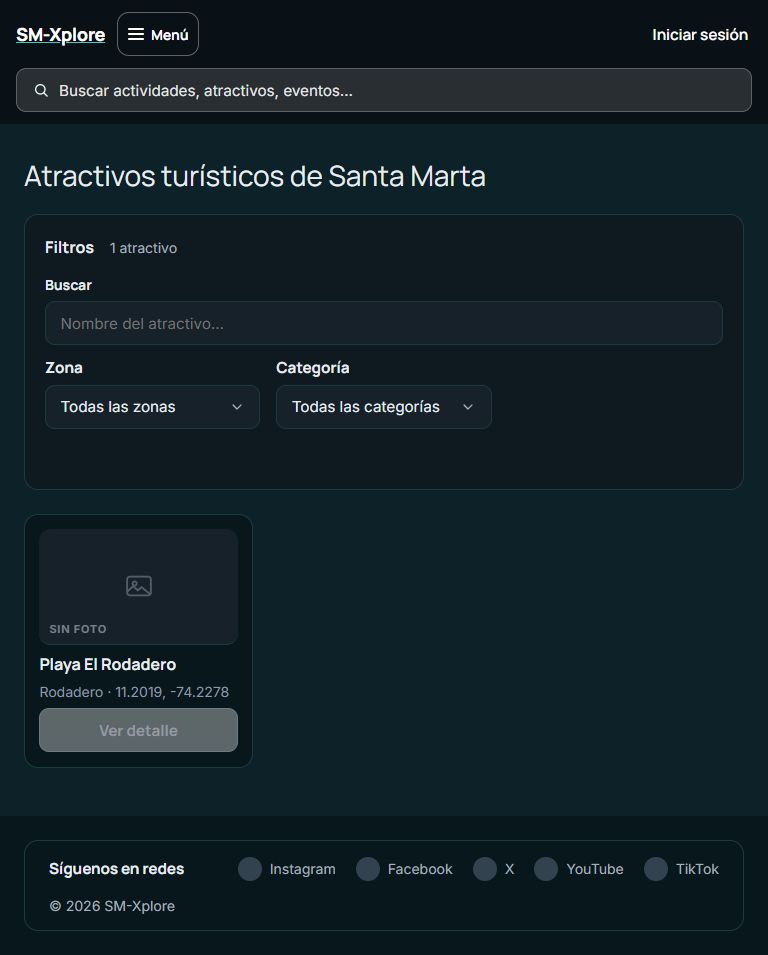 SM-Xplore Menú Iniciar sesión
Buscar actividades, atractivos, eventos...
Atractivos turísticos de Santa Marta
Filtros 1 atractivo
Buscar
Nombre del atractivo...
Zona Categoría
Todas las zonas Todas las categorías
SIN FOTO
Playa El Rodadero
Rodadero · 11.2019, -74.2278
Ver detalle
Síguenos en redes Instagram Facebook X YouTube TikTok
© 2026 SM-Xplore